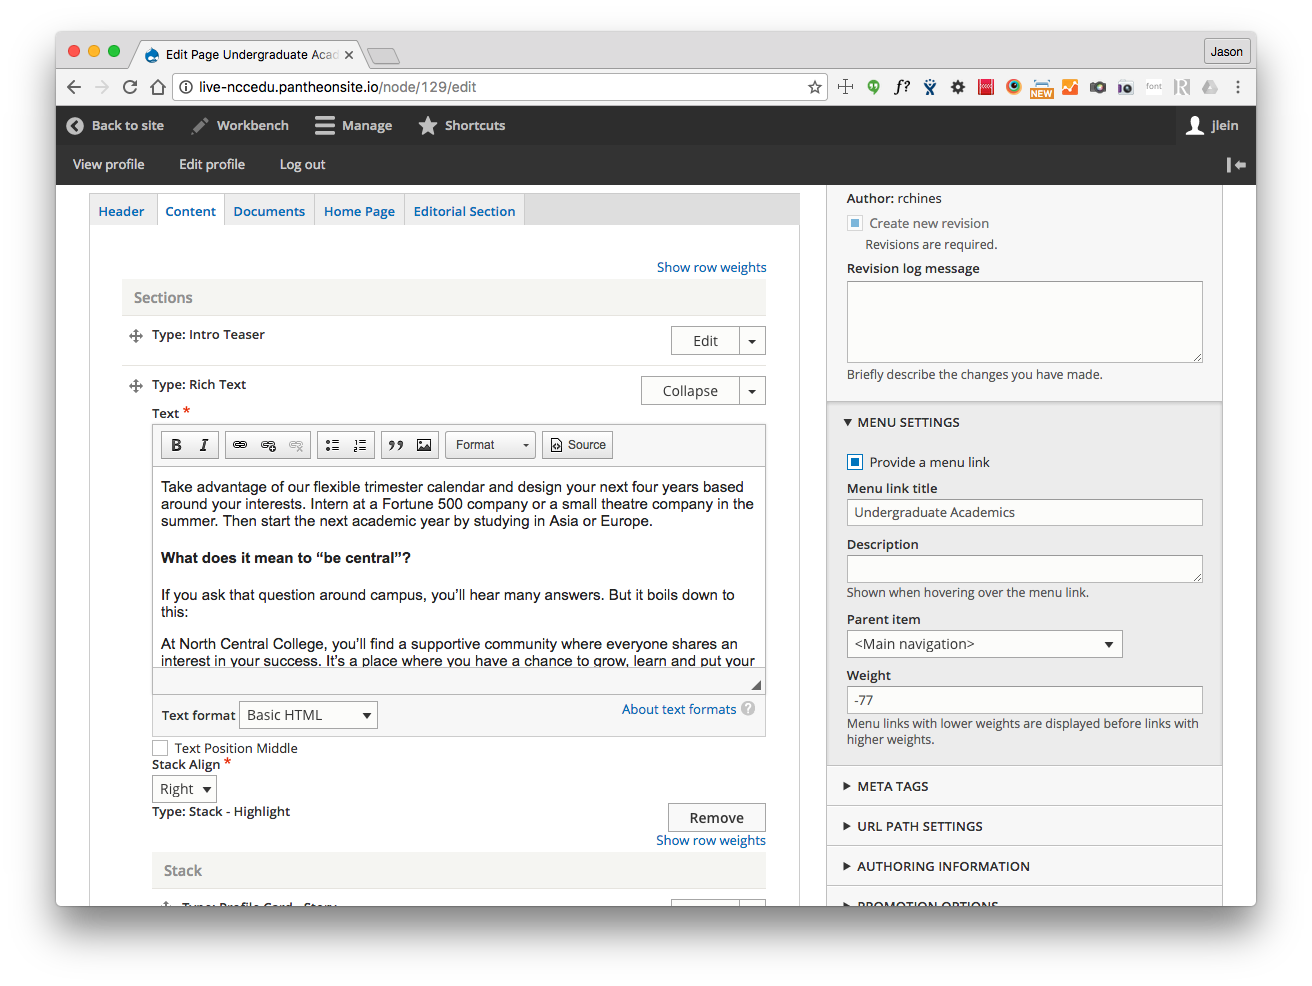 Edit Page Undergraduate Acad
Jason
live-nccedu.pantheonsite.io/node/129/edit
f?
NEW
font
Back to site
Workbench
Manage
Shortcuts
jlein
View profile
Edit profile
Log out
Header
Content
Documents
Home Page
Editorial Section
Show row weights
Sections
Type: Intro Teaser
Edit
Type: Rich Text
Collapse
Text *
B I
Format
Source
Take advantage of our flexible trimester calendar and design your next four years based
around your interests. Intern at a Fortune 500 company or a small theatre company in the
summer. Then start the next academic year by studying in Asia or Europe.
What does it mean to “be central”?
If you ask that question around campus, you’ll hear many answers. But it boils down to
this:
At North Central College, you’ll find a supportive community where everyone shares an
interest in your success. It’s a place where you have a chance to grow, learn and put your
Text format
Basic HTML
About text formats ?
Text Position Middle
Stack Align *
Right
Type: Stack - Highlight
Remove
Show row weights
Stack
Type: Profile Card - Story
Author: rchines
Create new revision
Revisions are required.
Revision log message
Briefly describe the changes you have made.
MENU SETTINGS
Provide a menu link
Menu link title
Undergraduate Academics
Description
Shown when hovering over the menu link.
Parent item
<Main navigation>
Weight
-77
Menu links with lower weights are displayed before links with
higher weights.
META TAGS
URL PATH SETTINGS
AUTHORING INFORMATION
PROMOTION OPTIONS